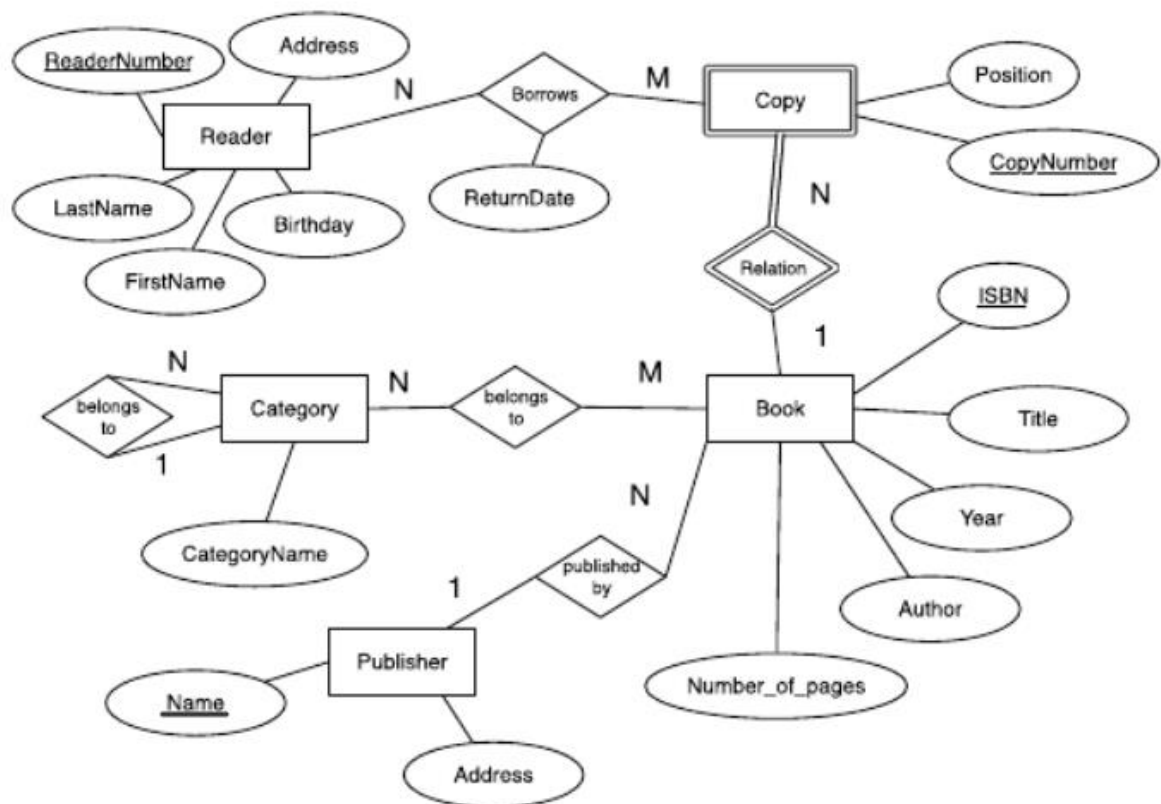 Address
ReaderNumber
N
Borrows
M
Copy
Position
Reader
CopyNumber
LastName
Birthday
ReturnDate
N
FirstName
Relation
ISBN
1
N
N
M
belongs
to
Category
belongs
to
Book
Title
1
N
Year
CategoryName
published
by
1
Author
Publisher
Number_of_pages
Name
Address